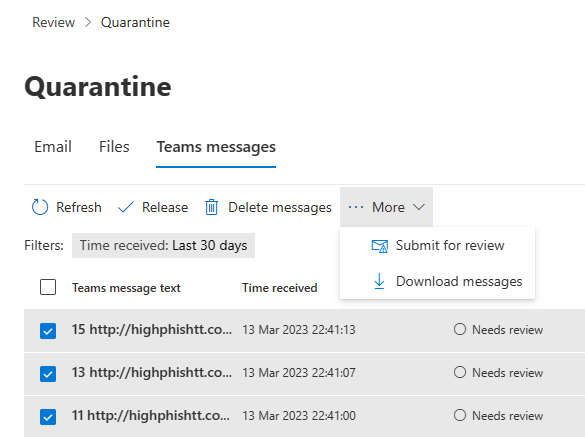 Review > Quarantine
Quarantine
Email Files Teams messages
Refresh Release Delete messages ... More
Filters: Time received: Last 30 days
Submit for review
Download messages
Teams message text Time received
15 http://highphishtt.co... 13 Mar 2023 22:41:13 Needs review
13 http://highphishtt.co... 13 Mar 2023 22:41:07 Needs review
11 http://highphishtt.co... 13 Mar 2023 22:41:00 Needs review